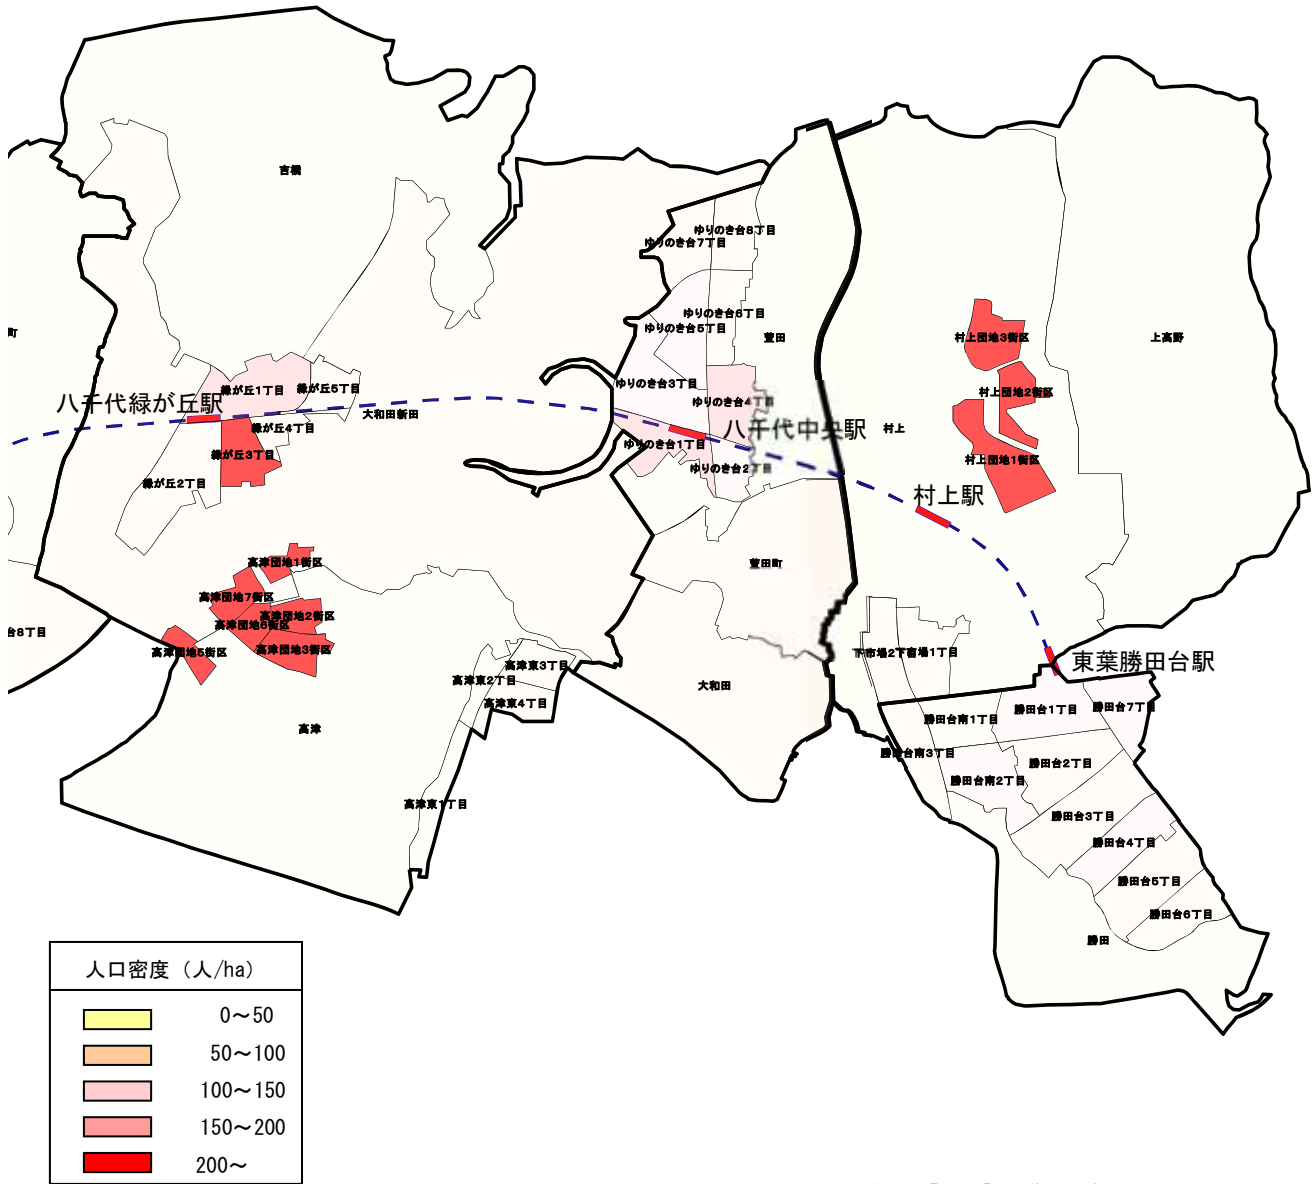 吉橋
町
ゆりのき台8丁目
ゆりのき台7丁目
ゆりのき台6丁目
ゆりのき台5丁目
萱田
村上団地3街区
上高野
緑が丘1丁目
緑が丘5丁目
ゆりのき台3丁目
村上団地2街区
八千代緑が丘駅
大和田新田
ゆりのき台4丁目
緑が丘4丁目
八千代中央駅
村上
緑が丘3丁目
ゆりのき台1丁目
村上団地1街区
緑が丘2丁目
ゆりのき台2丁目
村上駅
高津団地1街区
萱田町
高津団地7街区
高津団地2街区
高津団地6街区
台8丁目
高津団地5街区
高津団地3街区
下市場2丁目
下市場1丁目
高津東3丁目
東葉勝田台駅
高津東2丁目
大和田
高津東4丁目
勝田台1丁目
勝田台7丁目
勝田台南1丁目
高津
勝田台南3丁目
勝田台2丁目
勝田台南2丁目
高津東1丁目
勝田台3丁目
勝田台4丁目
勝田台5丁目
勝田台6丁目
勝田
人口密度（人/ha）
0～50
50～100
100～150
150～200
200～